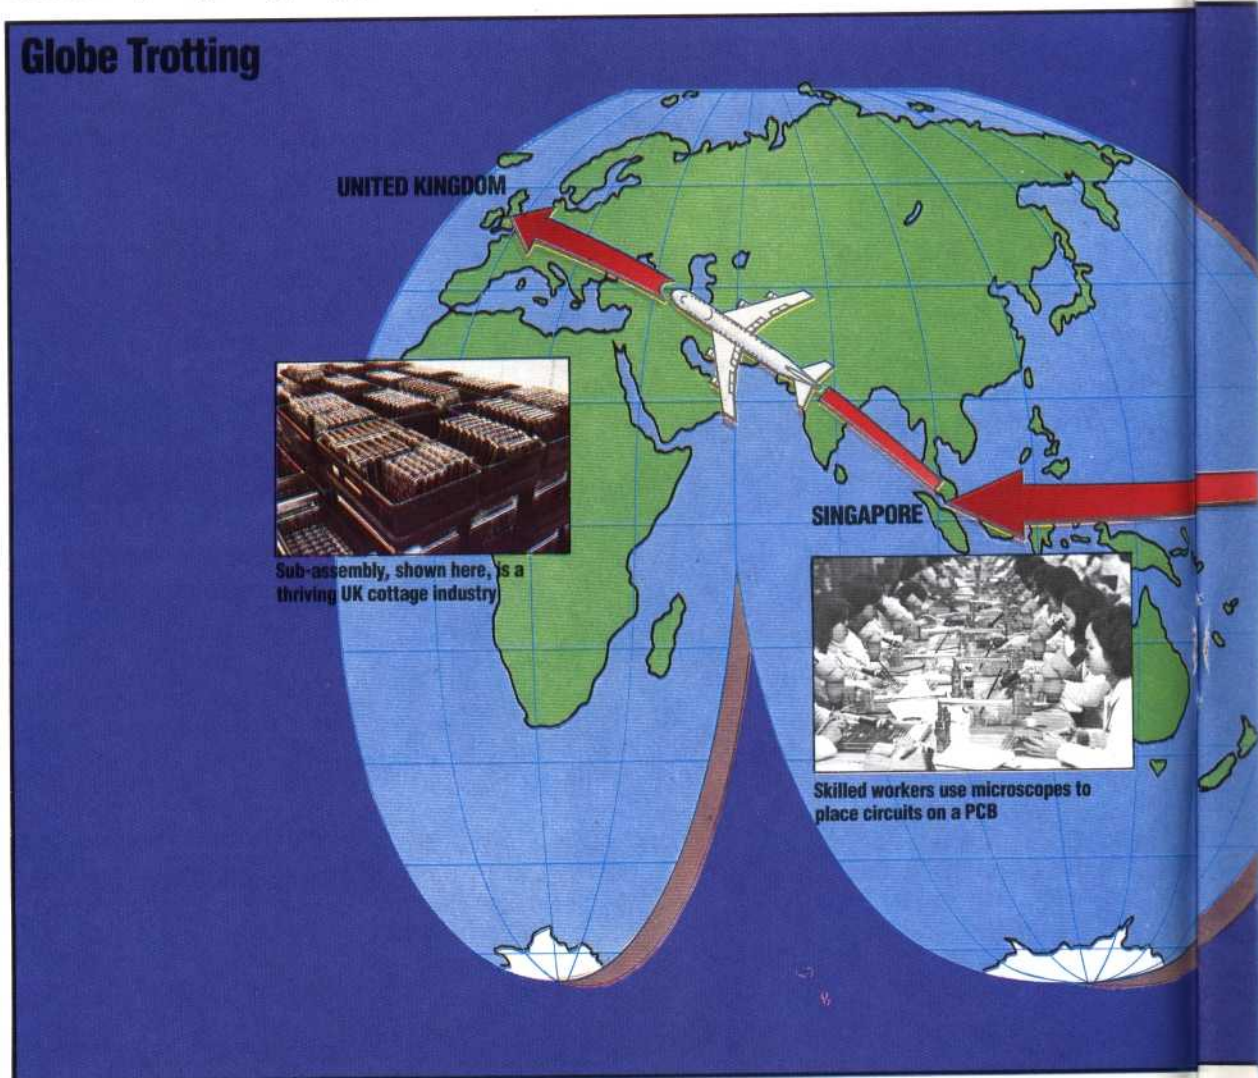 Globe Trotting
UNITED KINGDOM
Sub-assembly, shown here, is a
thriving UK cottage industry
SINGAPORE
Skilled workers use microscopes to
place circuits on a PCB